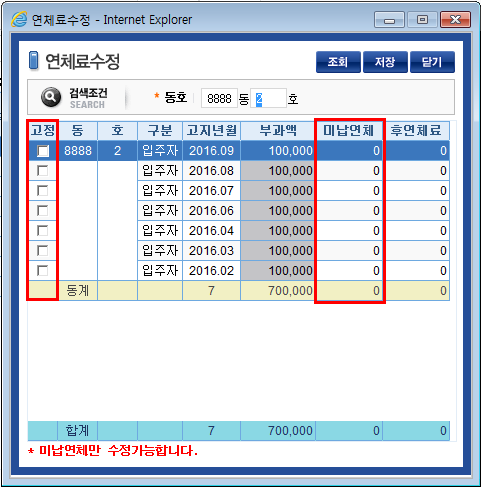 연체료수정 - Internet Explorer
연체료수정 조회 저장 닫기
검색조건 SEARCH * 동호 8888 동 2 호
고정 동 호 구분 고지년월 부과액 미납연체 후연체료
8888 2 입주자 2016.09 100,000 0 0
입주자 2016.08 100,000 0 0
입주자 2016.07 100,000 0 0
입주자 2016.06 100,000 0 0
입주자 2016.04 100,000 0 0
입주자 2016.03 100,000 0 0
입주자 2016.02 100,000 0 0
동계 7 700,000 0 0
합계 7 700,000 0 0
* 미납연체만 수정가능합니다.